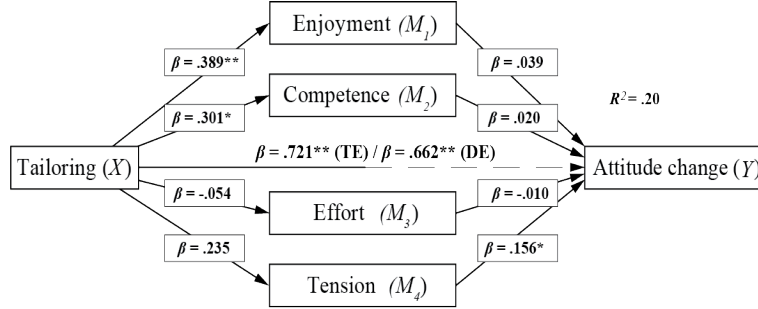 Enjoyment (M1)
β = .389**
β = .039
Competence (M2)
R2 = .20
β = .301*
β = .020
β = .721** (TE) / β = .662** (DE)
Tailoring (X)
Attitude change (Y)
β = -.054
β = -.010
Effort (M3)
β = .235
β = .156*
Tension (M4)